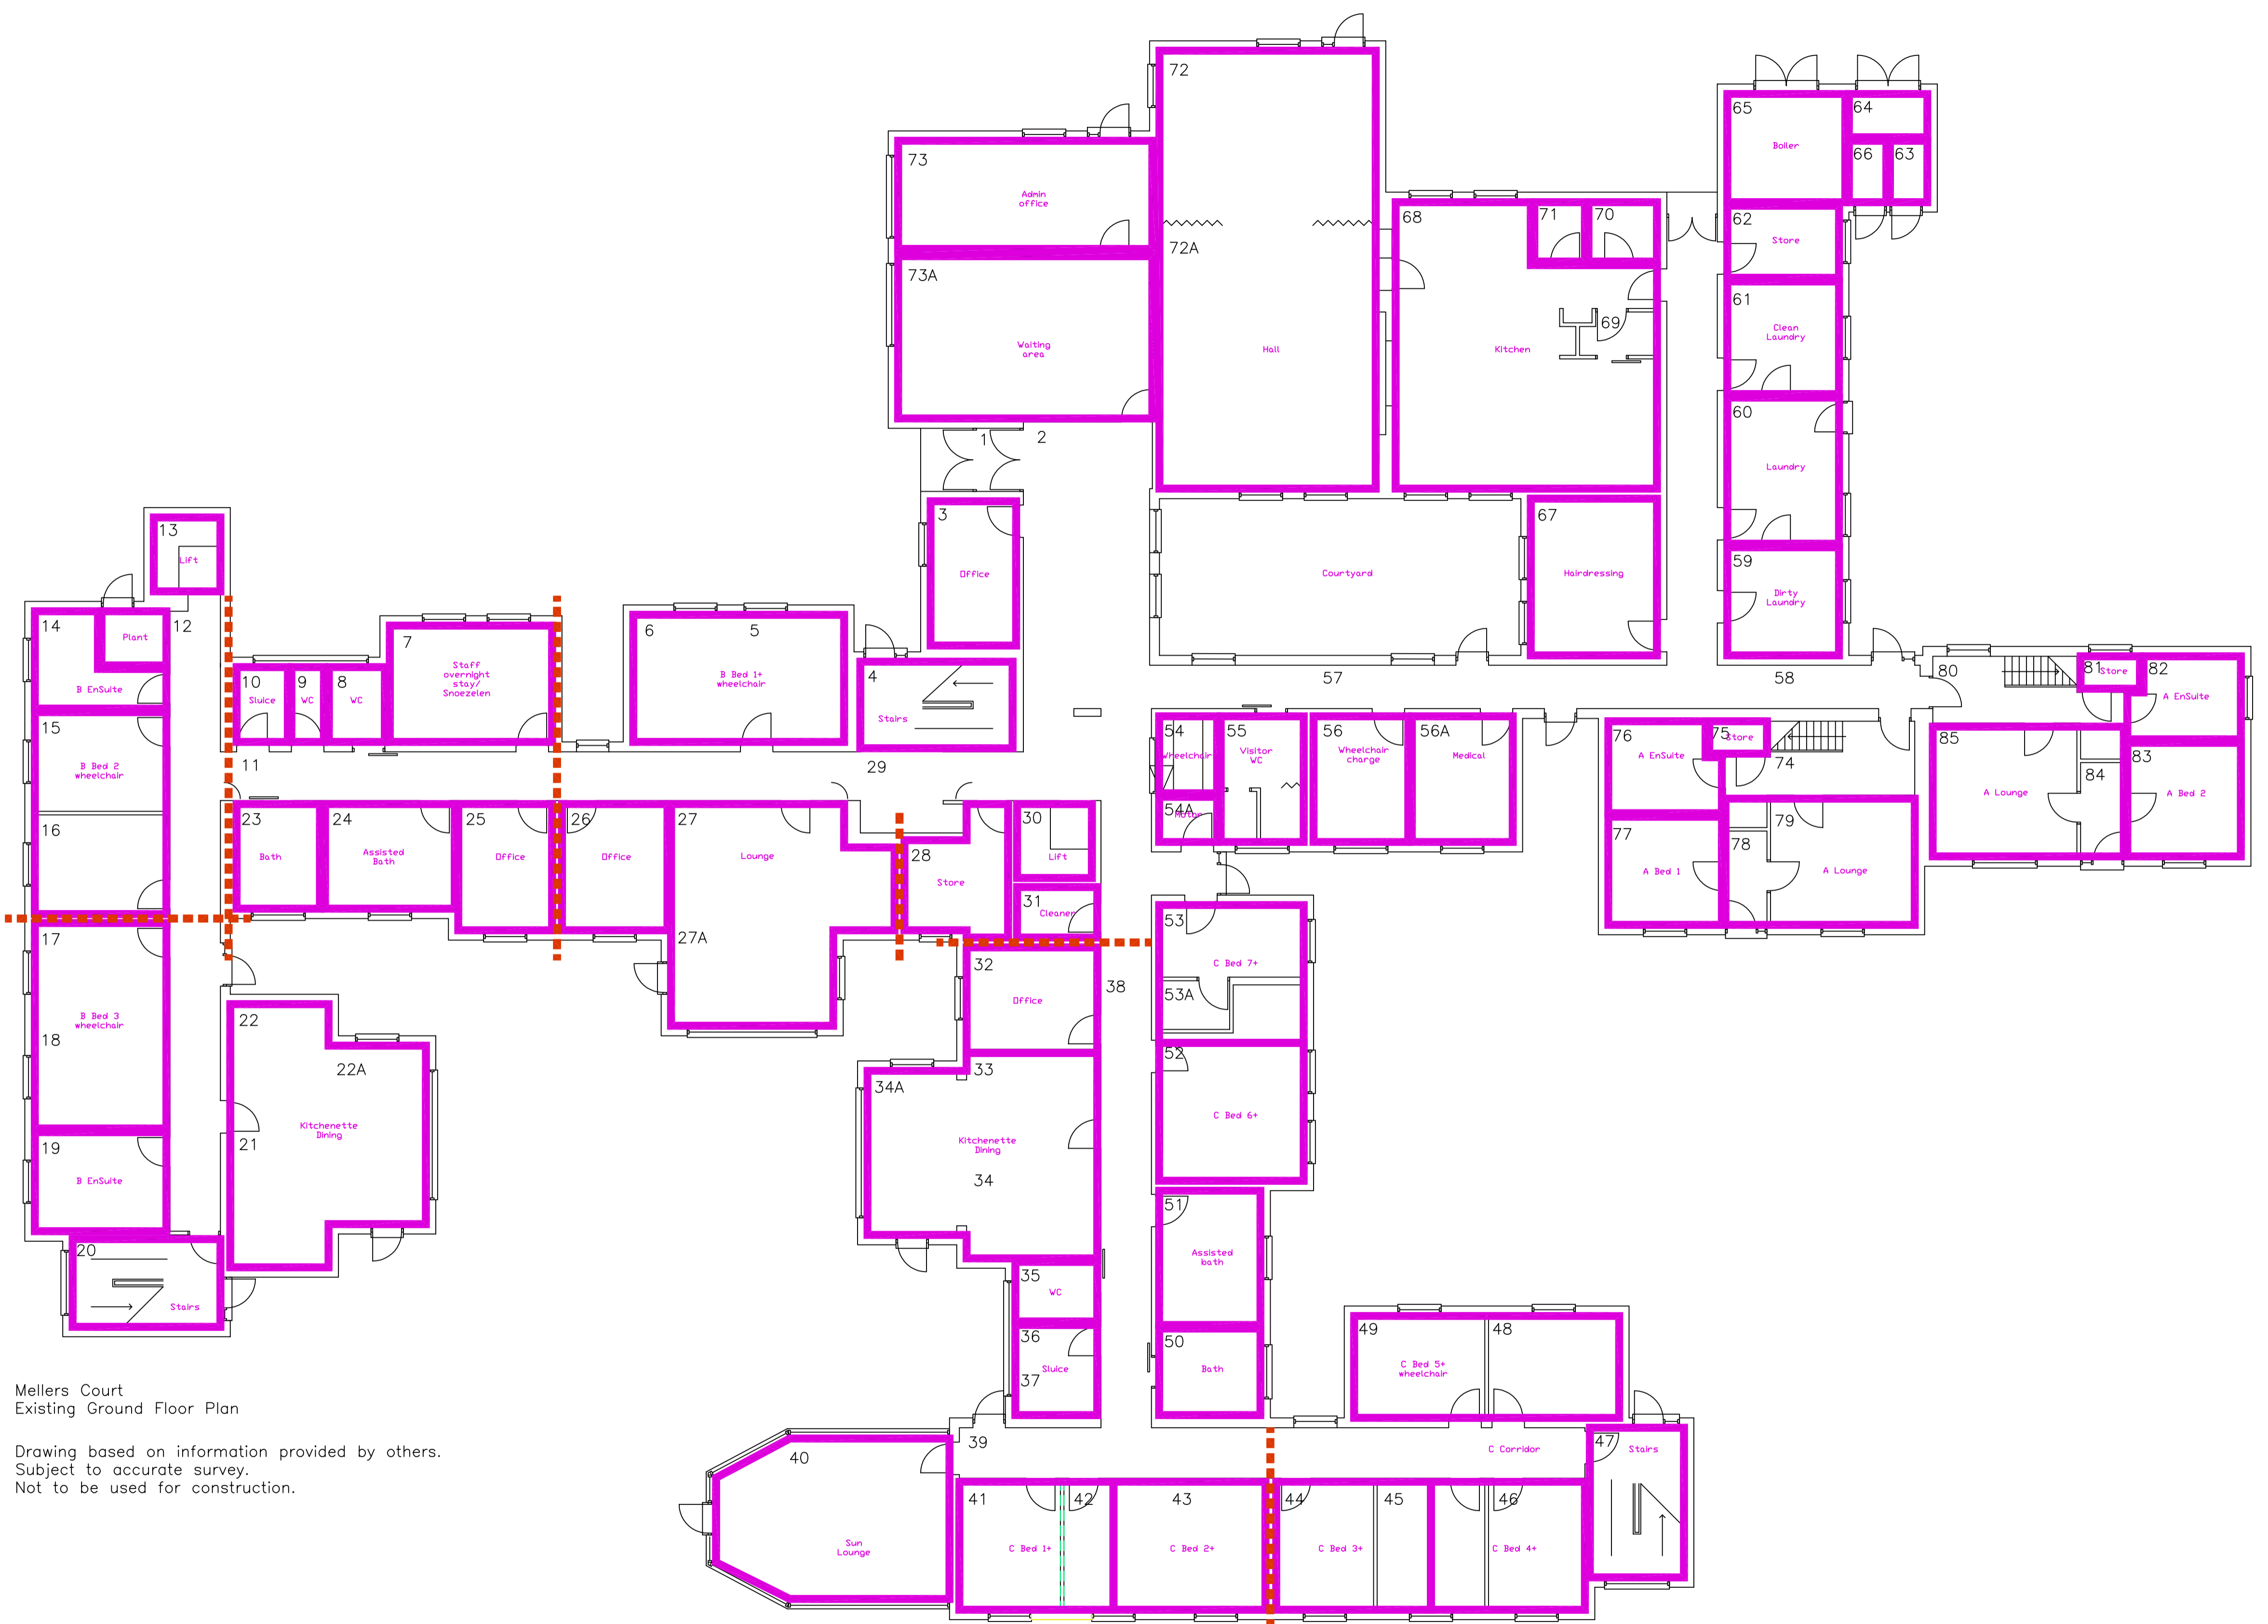 72
65
64
Boiler
66
63
73
Admin
office
68
71
70
62
Store
72A
73A
61
Clean
Laundry
69
Waiting
area
Hall
Kitchen
60
Laundry
1
2
3
Office
67
Courtyard
Hairdressing
59
Dirty
Laundry
13
Lift
14
Plant
12
B EnSuite
7
Staff
overnight
stay/
Snoezelen
6
5
B Bed 1+
wheelchair
4
Stairs
10
Sluice
9
WC
8
WC
57
58
80
81
Store
82
A EnSuite
15
B Bed 2
wheelchair
11
29
54
Wheelchair
55
Visitor
WC
56
Wheelchair
charge
56A
Medical
76
A EnSuite
75
Store
74
85
A Lounge
84
83
A Bed 2
16
23
Bath
24
Assisted
Bath
25
Office
26
Office
27
Lounge
28
Store
30
Lift
54A
77
A Bed 1
78
79
A Lounge
31
Cleaner
17
B Bed 3
wheelchair
18
27A
32
Office
38
53
C Bed 7+
53A
22
22A
Kitchenette
Dining
21
33
34A
Kitchenette
Dining
34
52
C Bed 6+
19
B EnSuite
20
Stairs
51
Assisted
bath
35
WC
36
Sluice
37
50
Bath
49
C Bed 5+
wheelchair
48
Mellers Court
Existing Ground Floor Plan
Drawing based on information provided by others.
Subject to accurate survey.
Not to be used for construction.
39
C Corridor
47
Stairs
40
Sun
Lounge
41
C Bed 1+
42
43
C Bed 2+
44
C Bed 3+
45
46
C Bed 4+